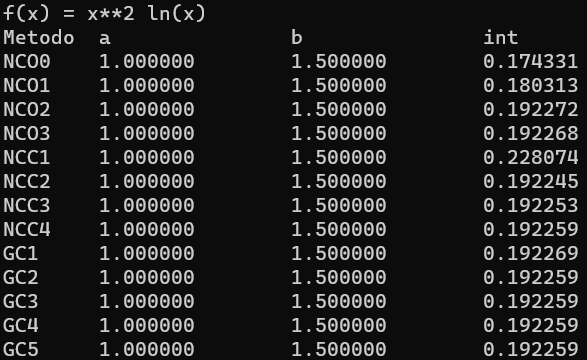 f(x) = x**2 ln(x)
Metodo a b int
NCO0 1.000000 1.500000 0.174331
NCO1 1.000000 1.500000 0.180313
NCO2 1.000000 1.500000 0.192272
NCO3 1.000000 1.500000 0.192268
NCC1 1.000000 1.500000 0.228074
NCC2 1.000000 1.500000 0.192245
NCC3 1.000000 1.500000 0.192253
NCC4 1.000000 1.500000 0.192259
GC1 1.000000 1.500000 0.192269
GC2 1.000000 1.500000 0.192259
GC3 1.000000 1.500000 0.192259
GC4 1.000000 1.500000 0.192259
GC5 1.000000 1.500000 0.192259